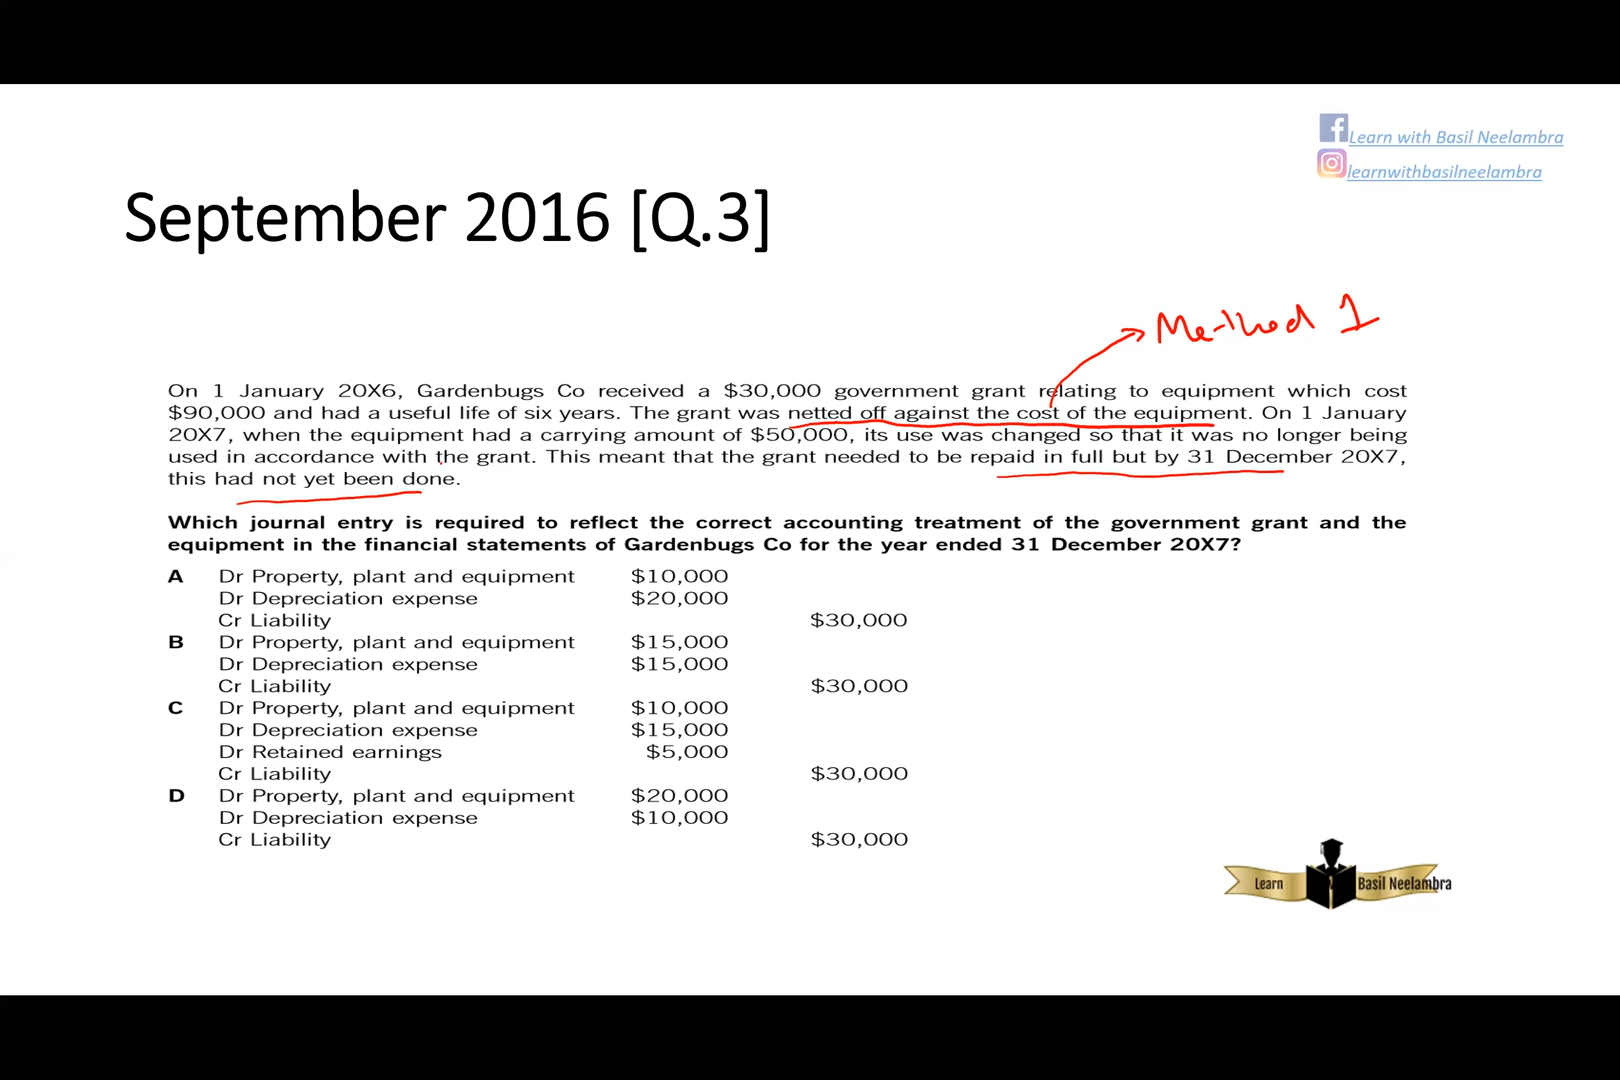 Learn with Basil Neelambra
learnwithbasilneelambra
September 2016 [Q.3]
Method 1
On 1 January 20X6, Gardenbugs Co received a $30,000 government grant relating to equipment which cost
$90,000 and had a useful life of six years. The grant was netted off against the cost of the equipment. On 1 January
20X7, when the equipment had a carrying amount of $50,000, its use was changed so that it was no longer being
used in accordance with the grant. This meant that the grant needed to be repaid in full but by 31 December 20X7,
this had not yet been done.
Which journal entry is required to reflect the correct accounting treatment of the government grant and the
equipment in the financial statements of Gardenbugs Co for the year ended 31 December 20X7?
A Dr Property, plant and equipment $10,000
Dr Depreciation expense $20,000
Cr Liability $30,000
B Dr Property, plant and equipment $15,000
Dr Depreciation expense $15,000
Cr Liability $30,000
C Dr Property, plant and equipment $10,000
Dr Depreciation expense $15,000
Dr Retained earnings $5,000
Cr Liability $30,000
D Dr Property, plant and equipment $20,000
Dr Depreciation expense $10,000
Cr Liability $30,000
Learn Basil Neelambra